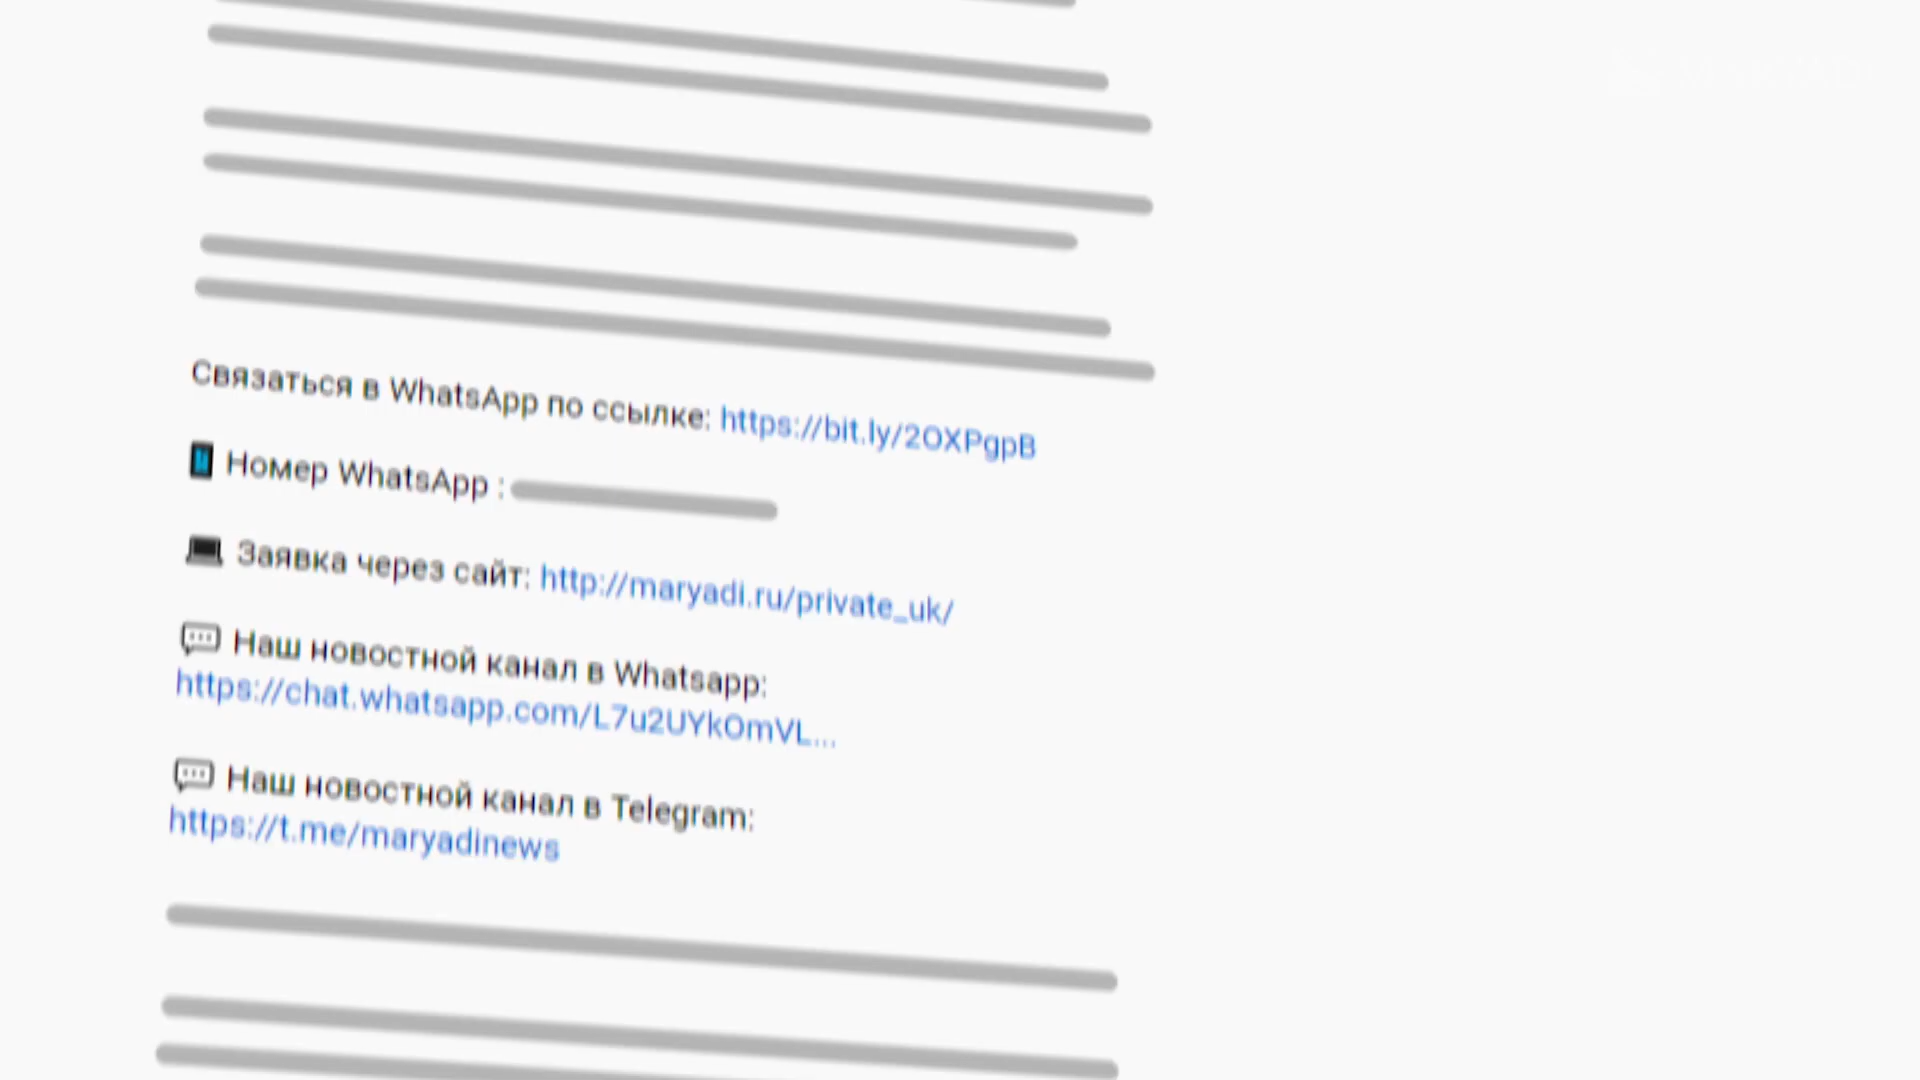 MARYADI
Связаться в WhatsApp по ссылке: https://bit.ly/2OXPgpB
Номер WhatsApp :
Заявка через сайт: http://maryadi.ru/private_uk/
Наш новостной канал в Whatsapp:
https://chat.whatsapp.com/L7u2UYkOmVL...
Наш новостной канал в Telegram:
https://t.me/maryadinews